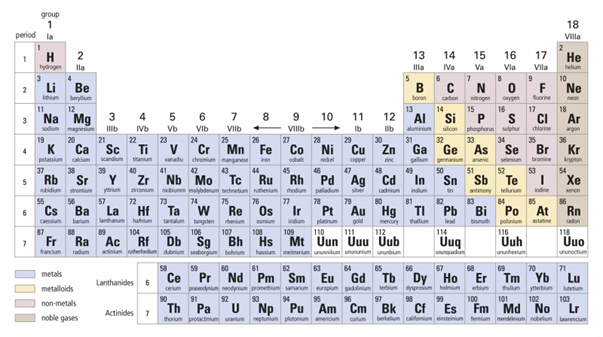 group
1 18
Ia VIIIa
period
1 2
1 H He
hydrogen helium
2 13 14 15 16 17
IIa IIIa IVa Va VIa VIIa
3 4 5 6 7 8 9 10
2 Li Be B C N O F Ne
lithium beryllium boron carbon nitrogen oxygen fluorine neon
11 12 13 14 15 16 17 18
3 Na Mg Al Si P S Cl Ar
sodium magnesium aluminium silicon phosphorus sulphur chlorine argon
3 4 5 6 7 8 9 10 11 12
IIIb IVb Vb VIb VIIb VIIIb Ib IIb
19 20 21 22 23 24 25 26 27 28 29 30 31 32 33 34 35 36
4 K Ca Sc Ti V Cr Mn Fe Co Ni Cu Zn Ga Ge As Se Br Kr
potassium calcium scandium titanium chromium manganese iron cobalt nickel copper zinc gallium germanium arsenic selenium bromine krypton
37 38 39 40 41 42 43 44 45 46 47 48 49 50 51 52 53 54
5 Rb Sr Y Zr Nb Mo Tc Ru Rh Pd Ag Cd In Sn Sb Te I Xe
rubidium strontium yttrium zirconium molybdenum technetium ruthenium rhodium palladium silver cadmium indium tin antimony tellurium iodine xenon
55 56 57 72 73 74 75 76 77 78 79 80 81 82 83 84 85 86
6 Cs Ba La Hf Ta W Re Os Ir Pt Au Hg Tl Pb Bi Po At Rn
caesium barium lanthanum hafnium tantalum tungsten rhenium osmium iridium platinum gold mercury thallium lead bismuth polonium astatine radon
87 88 89 104 105 106 107 108 109 110 111 112 114 116 118
7 Fr Ra Ac Rf Db Sg Bh Hs Mt Uun Uuu Uub Uuq Uuh Uuo
francium radium actinium rutherfordium dubnium seaborgium bohrium hassium meitnerium ununnilium unununium ununbium ununquadium ununhexium ununoctium
metals
metalloids
non-metals
noble gases
58 59 60 61 62 63 64 65 66 67 68 69 70 71
Lanthanides 6 Ce Pr Nd Pm Sm Eu Gd Tb Dy Ho Er Tm Yb Lu
cerium neodymium promethium samarium europium gadolinium terbium holmium erbium thulium ytterbium lutetium
90 91 92 93 94 95 96 97 98 99 100 101 102 103
Actinides 7 Th Pa U Np Pu Am Cm Bk Cf Es Fm Md No Lr
thorium protactinium uranium neptunium plutonium americium curium berkelium californium einsteinium fermium nobelium